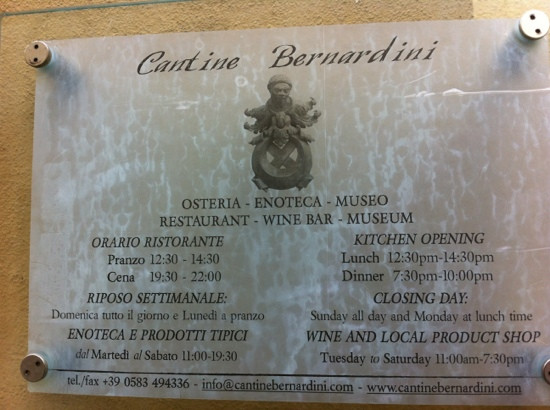 Cantine Bernardini
OSTERIA - ENOTECA - MUSEO
RESTAURANT - WINE BAR - MUSEUM
ORARIO RISTORANTE
Pranzo 12:30 - 14:30
Cena 19:30 - 22:00
RIPOSO SETTIMANALE:
Domenica tutto il giorno e Lunedì a pranzo
ENOTECA E PRODOTTI TIPICI
dal Martedì al Sabato 11:00-19:30
KITCHEN OPENING
Lunch 12:30pm-14:30pm
Dinner 7:30pm-10:00pm
CLOSING DAY:
Sunday all day and Monday at lunch time
WINE AND LOCAL PRODUCT SHOP
Tuesday to Saturday 11:00am-7:30pm
tel./fax +39 0583 494336 - info@cantinebernardini.com - www.cantinebernardini.com